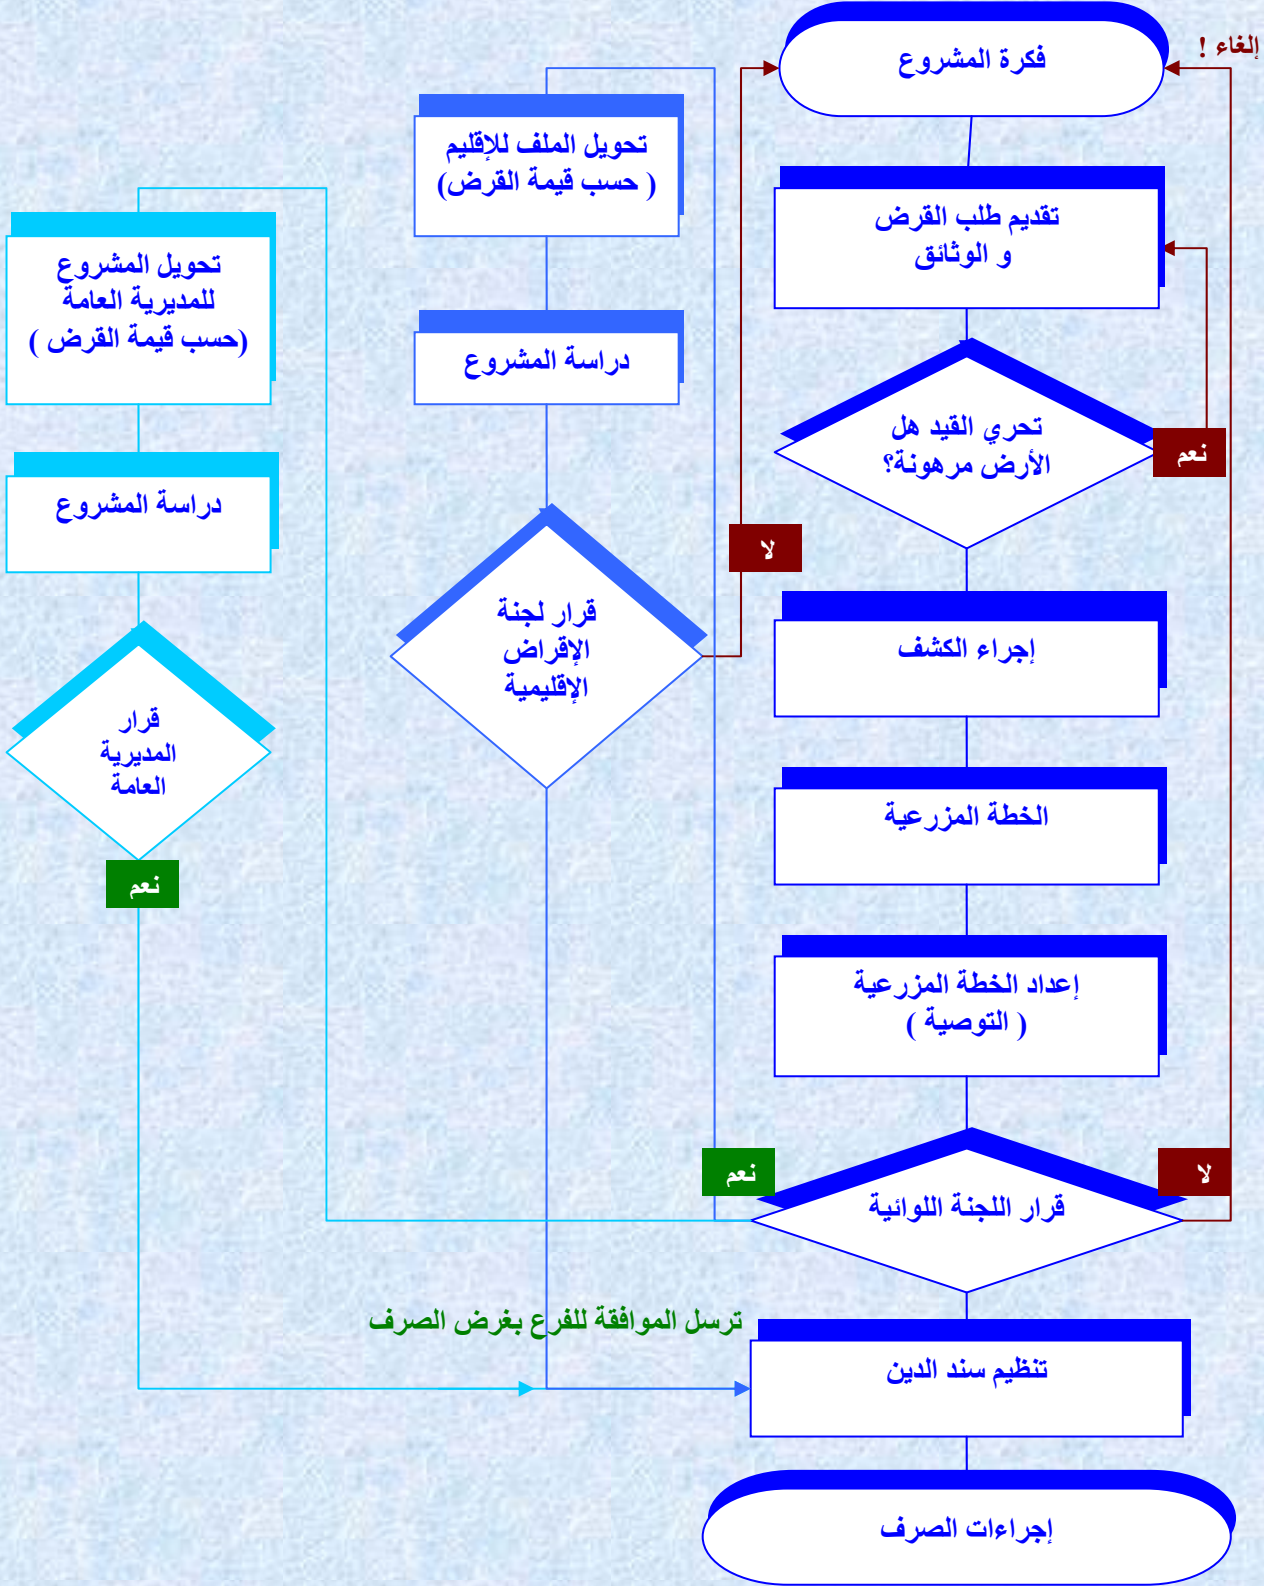 إلغاء !
فكرة المشروع
تقديم طلب القرض
و الوثائق
تحري القيد هل
الأرض مرهونة؟
نعم
إجراء الكشف
الخطة المزرعية
إعداد الخطة المزرعية
( التوصية )
لا
قرار اللجنة اللوائية
نعم
تنظيم سند الدين
إجراءات الصرف
تحويل الملف للإقليم
( حسب قيمة القرض)
دراسة المشروع
قرار لجنة
الإقراض
الإقليمية
لا
ترسل الموافقة للفرع بغرض الصرف
تحويل المشروع
للمديرية العامة
(حسب قيمة القرض )
دراسة المشروع
قرار
المديرية
العامة
نعم